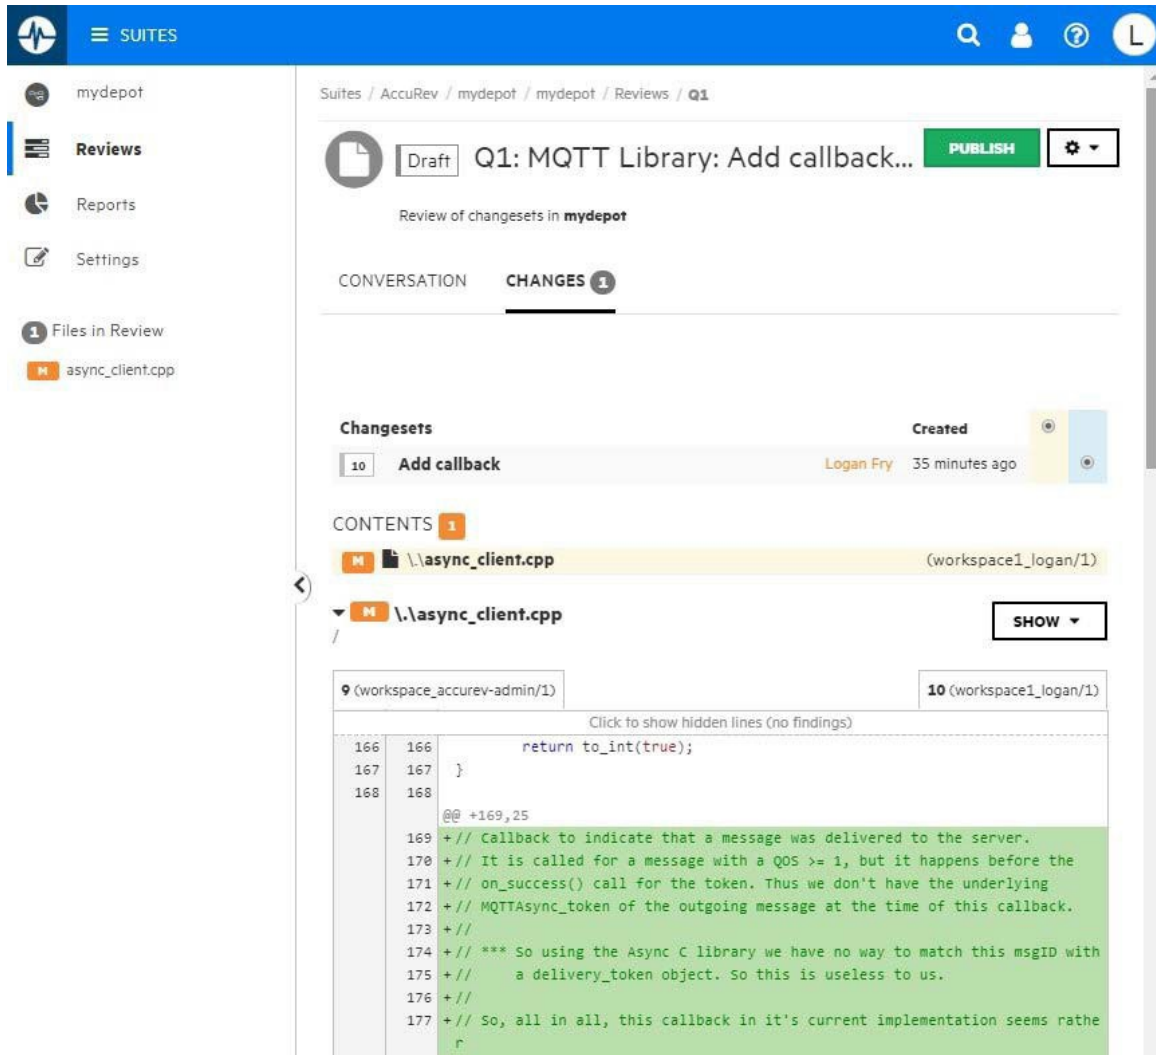 SUITES
L
mydepot
Reviews
Reports
Settings
1 Files in Review
M async_client.cpp
Suites / AccuRev / mydepot / mydepot / Reviews / Q1
Draft Q1: MQTT Library: Add callback...
PUBLISH
Review of changesets in mydepot
CONVERSATION CHANGES 1
Changesets Created
10 Add callback Logan Fry 35 minutes ago
CONTENTS 1
M \.\async_client.cpp (workspace1_logan/1)
M \.\async_client.cpp SHOW
/
9 (workspace_accurev-admin/1) 10 (workspace1_logan/1)
Click to show hidden lines (no findings)
166 166 return to_int(true);
167 167 }
168 168
@@ +169,25
169 +// Callback to indicate that a message was delivered to the server.
170 +// It is called for a message with a QOS >= 1, but it happens before the
171 +// on_success() call for the token. Thus we don't have the underlying
172 +// MQTTAsync_token of the outgoing message at the time of this callback.
173 +//
174 +// *** So using the Async C library we have no way to match this msgID with
175 +// a delivery_token object. So this is useless to us.
176 +//
177 +// So, all in all, this callback in it's current implementation seems rathe
r